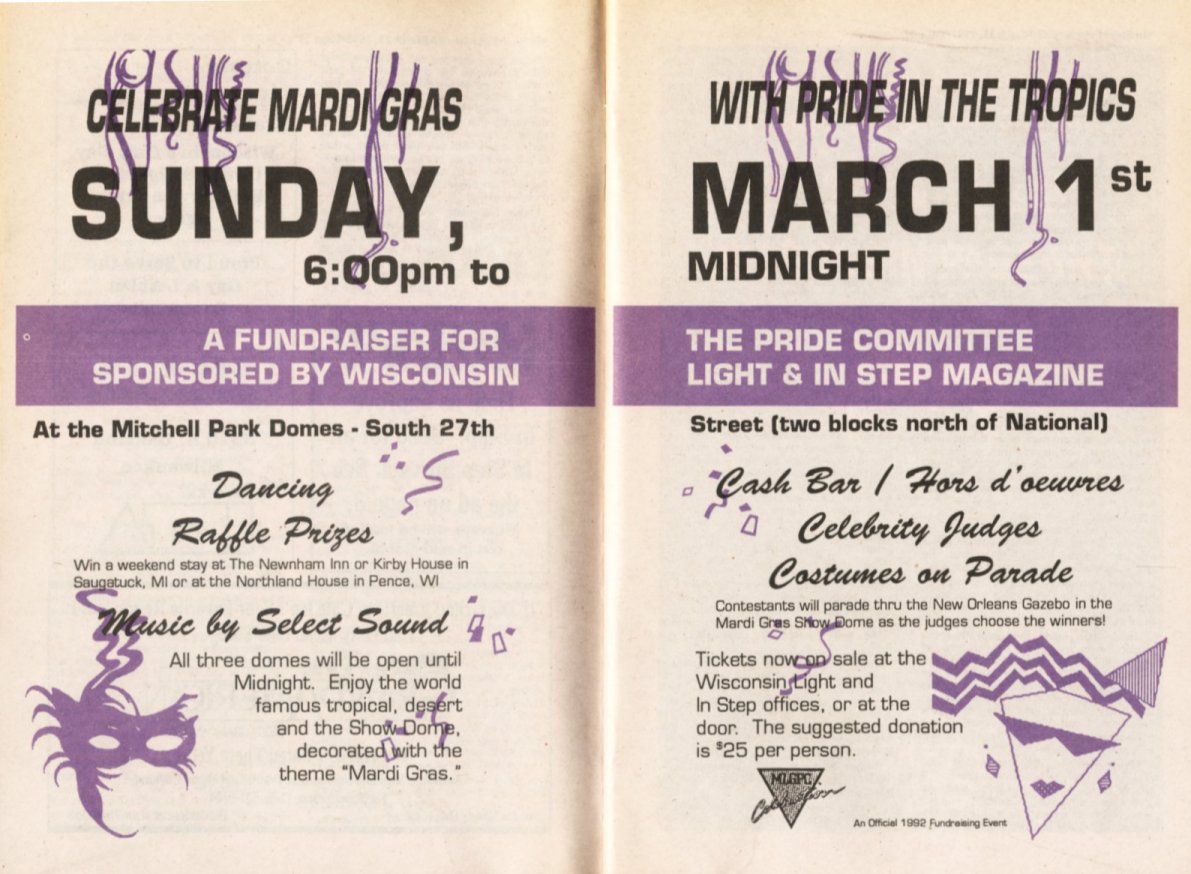 CELEBRATE MARDI GRAS WITH PRIDE IN THE TROPICS
SUNDAY, MARCH 1st
6:00pm to MIDNIGHT
A FUNDRAISER FOR THE PRIDE COMMITTEE
SPONSORED BY WISCONSIN LIGHT & IN STEP MAGAZINE
At the Mitchell Park Domes - South 27th Street (two blocks north of National)
Dancing
Raffle Prizes
Win a weekend stay at The Newnham Inn or Kirby House in
Saugatuck, MI or at the Northland House in Pence, WI
Music by Select Sound
All three domes will be open until
Midnight. Enjoy the world
famous tropical, desert
and the Show Dome,
decorated with the
theme "Mardi Gras."
Cash Bar / Hors d'oeuvres
Celebrity Judges
Costumes on Parade
Contestants will parade thru the New Orleans Gazebo in the
Mardi Gras Show Dome as the judges choose the winners!
Tickets now on sale at the
Wisconsin Light and
In Step offices, or at the
door. The suggested donation
is $25 per person.
MLGPC
Celebration
An Official 1992 Fundraising Event